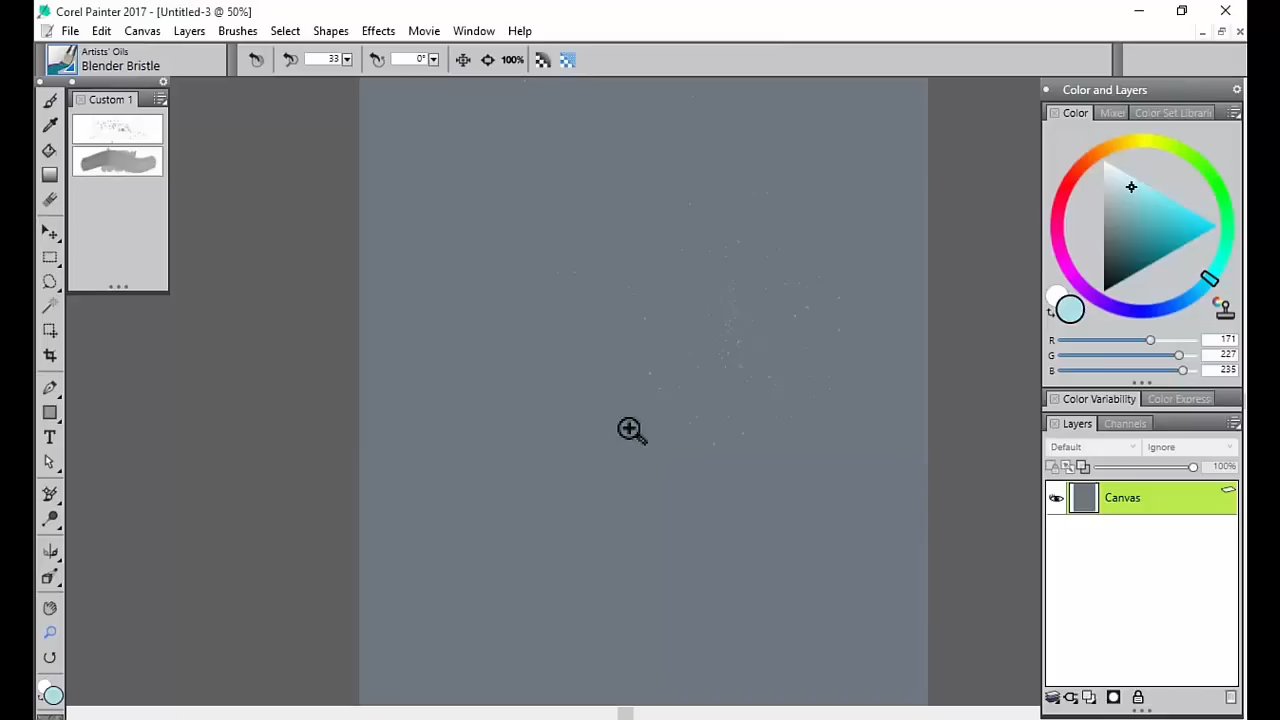 Corel Painter 2017 - [Untitled-3 @ 50%]
File Edit Canvas Layers Brushes Select Shapes Effects Movie Window Help
Artists' Oils
Blender Bristle
33
0°
100%
Custom 1
Color and Layers
Color Mixer Color Set Librari
R 171
G 227
B 235
Color Variability Color Express
Layers Channels
Default Ignore
100%
Canvas
T